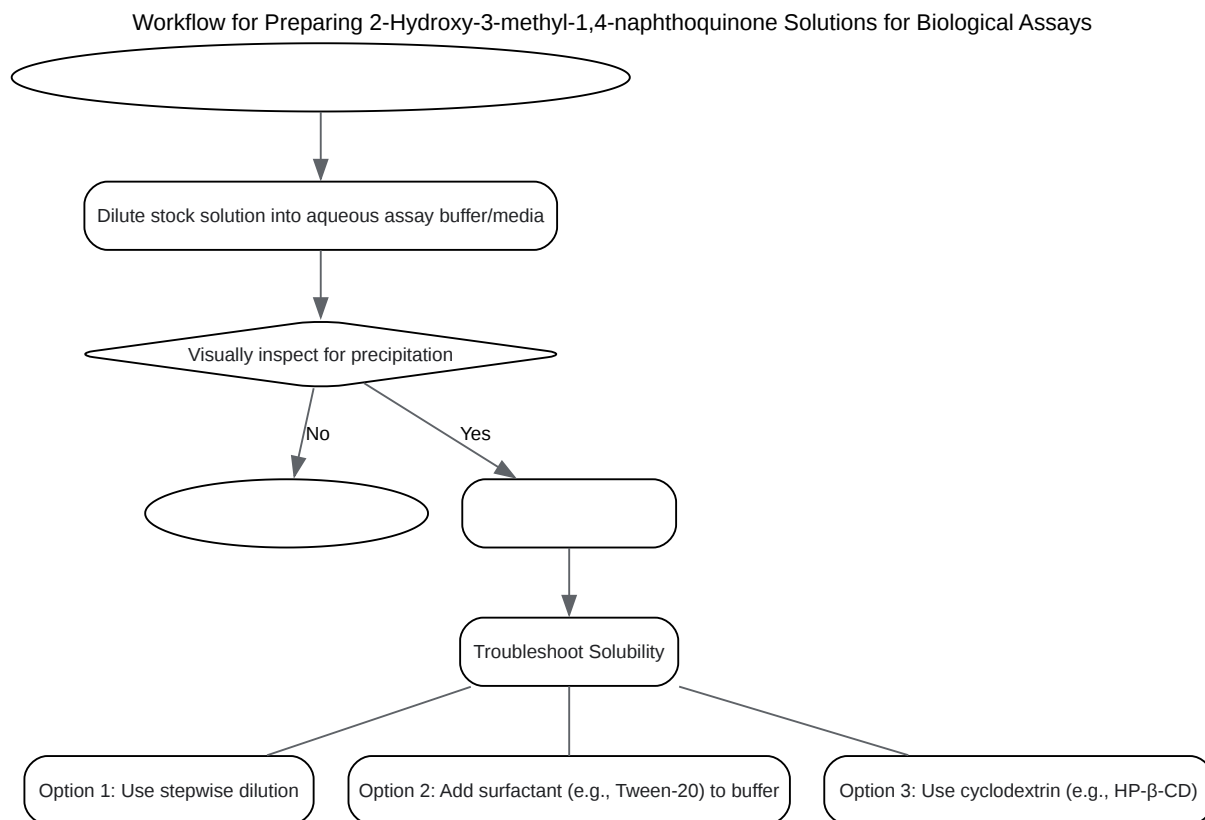 Workflow for Preparing 2-Hydroxy-3-methyl-1,4-naphthoquinone Solutions for Biological Assays
Dilute stock solution into aqueous assay buffer/media
Visually inspect for precipitation
No
Yes
Troubleshoot Solubility
Option 1: Use stepwise dilution
Option 2: Add surfactant (e.g., Tween-20) to buffer
Option 3: Use cyclodextrin (e.g., HP-β-CD)